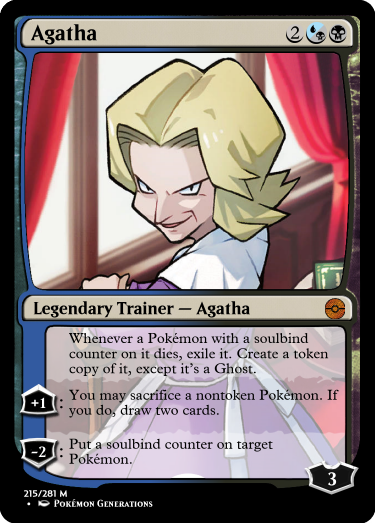 Agatha 2
Legendary Trainer — Agatha
Whenever a Pokémon with a soulbind
counter on it dies, exile it. Create a token
copy of it, except it's a Ghost.
+1: You may sacrifice a nontoken Pokémon. If
you do, draw two cards.
-2: Put a soulbind counter on target
Pokémon.
3
215/281 M
• Pokémon Generations